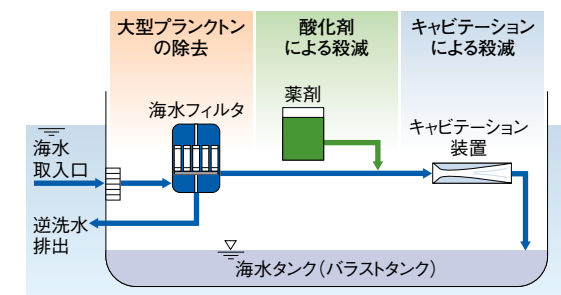 大型プランクトン
の除去
酸化剤
による殺滅
キャビテーション
による殺滅
海水フィルタ
薬剤
キャビテーション
装置
海水
取入口
逆洗水
排出
海水タンク（バラストタンク）